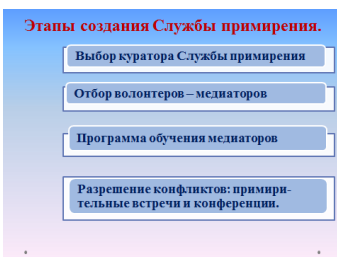 Этапы создания Службы примирения.
Выбор куратора Службы примирения
Отбор волонтеров – медиаторов
Программа обучения медиаторов
Разрешение конфликтов: примири-
тельные встречи и конференции.